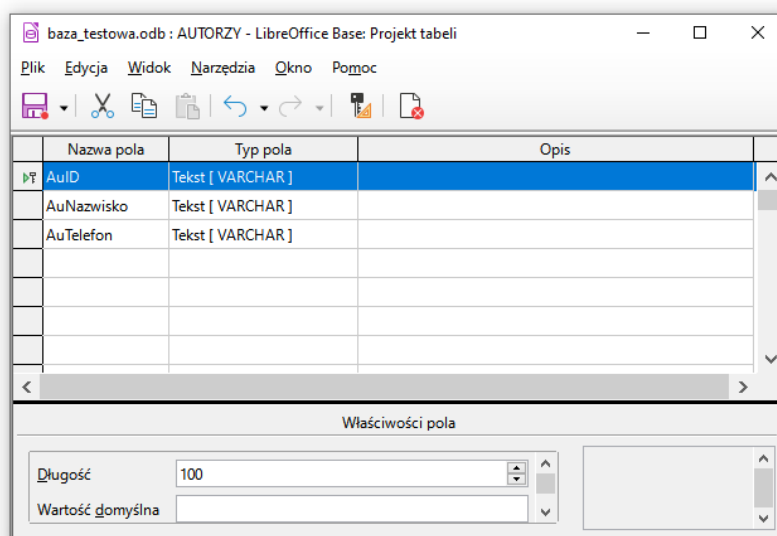 baza_testowa.odb : AUTORZY - LibreOffice Base: Projekt tabeli
Plik Edycja Widok Narzędzia Okno Pomoc
Nazwa pola Typ pola Opis
AuID Tekst [ VARCHAR ]
AuNazwisko Tekst [ VARCHAR ]
AuTelefon Tekst [ VARCHAR ]
Właściwości pola
Długość 100
Wartość domyślna